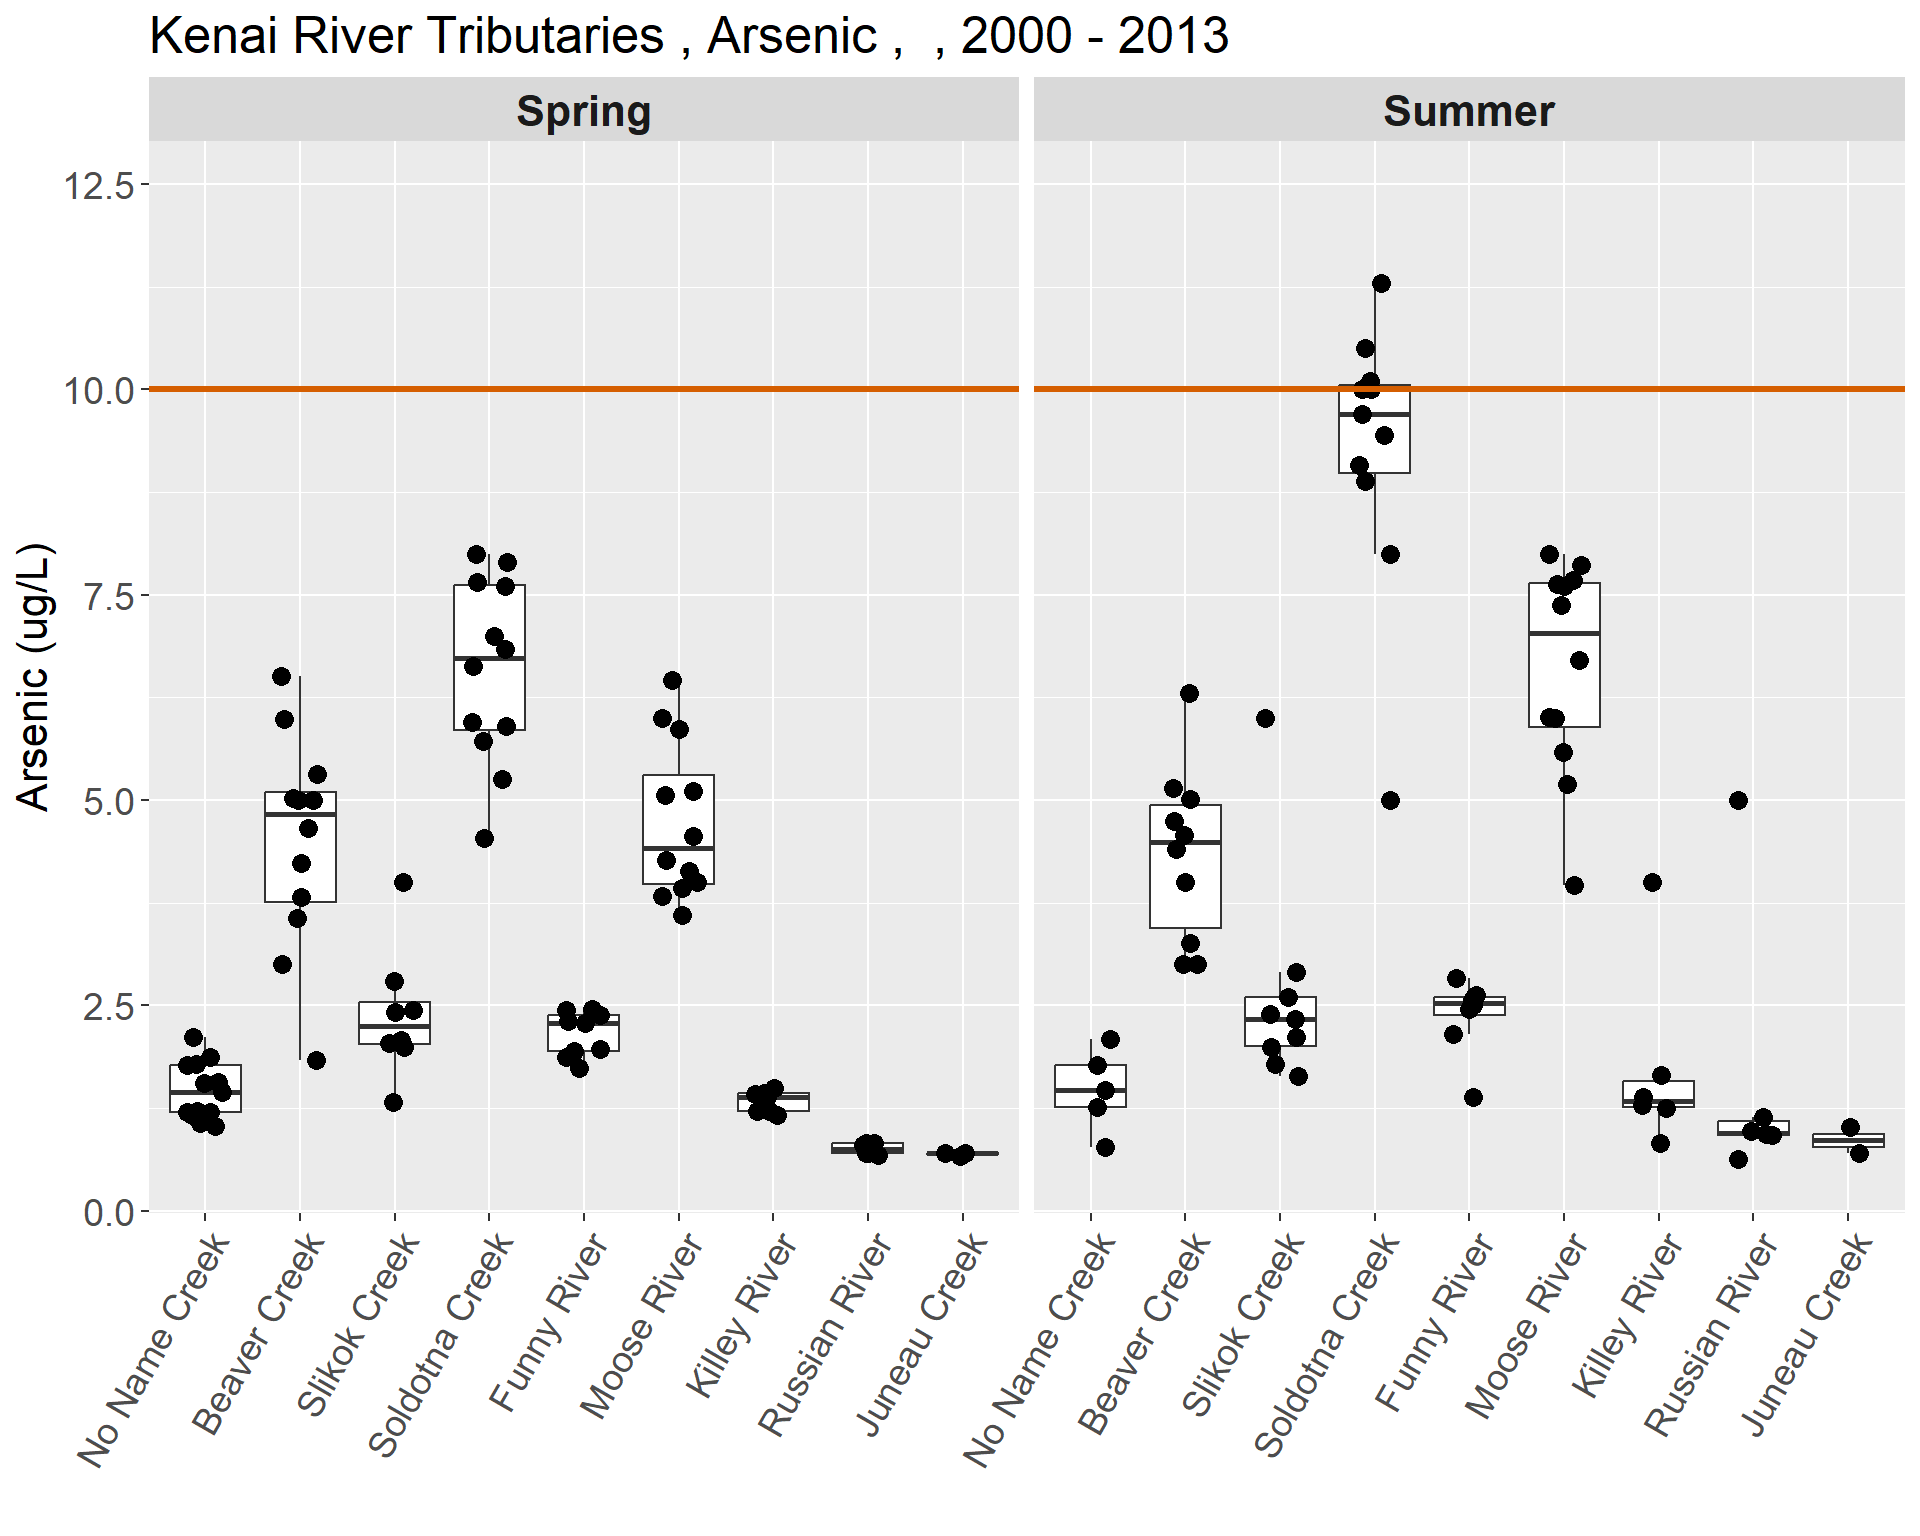 Kenai River Tributaries , Arsenic ,  , 2000 - 2013
Spring
Summer
Arsenic (ug/L)
12.5
10.0
7.5
5.0
2.5
0.0
No Name Creek
Beaver Creek
Slikok Creek
Soldotna Creek
Funny River
Moose River
Killey River
Russian River
Juneau Creek
No Name Creek
Beaver Creek
Slikok Creek
Soldotna Creek
Funny River
Moose River
Killey River
Russian River
Juneau Creek